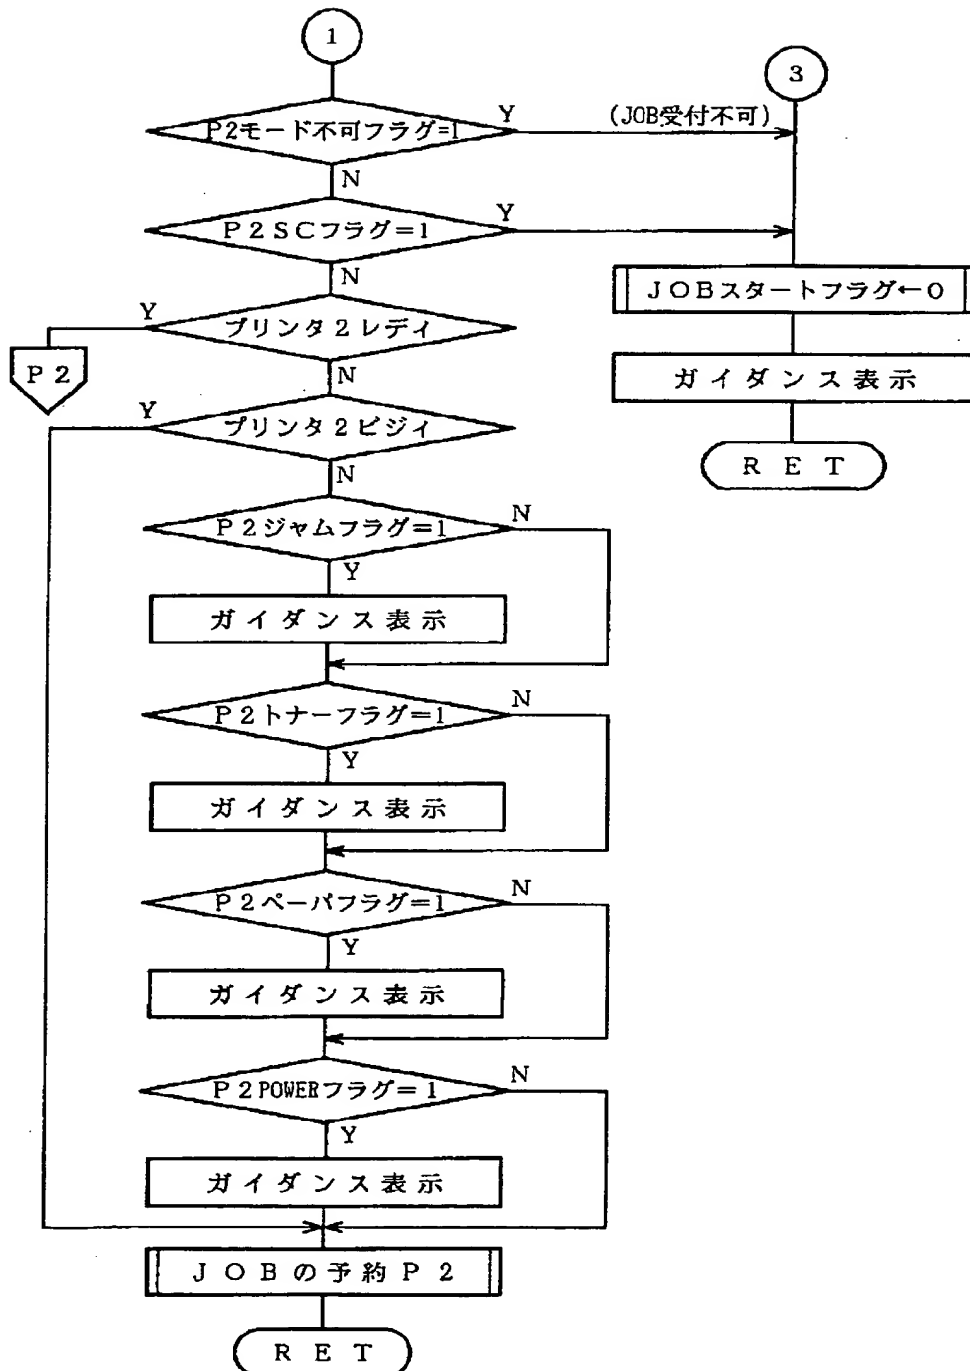 1
3
P2モード不可フラグ=1
Y
(JOB受付不可)
N
P2SCフラグ=1
Y
N
JOBスタートフラグ←0
Y
プリンタ2レディ
P2
N
ガイダンス表示
Y
プリンタ2ビジィ
N
RET
P2ジャムフラグ=1
N
Y
ガイダンス表示
P2トナーフラグ=1
N
Y
ガイダンス表示
P2ペーパフラグ=1
N
Y
ガイダンス表示
P2POWERフラグ=1
N
Y
ガイダンス表示
JOBの予約P2
RET